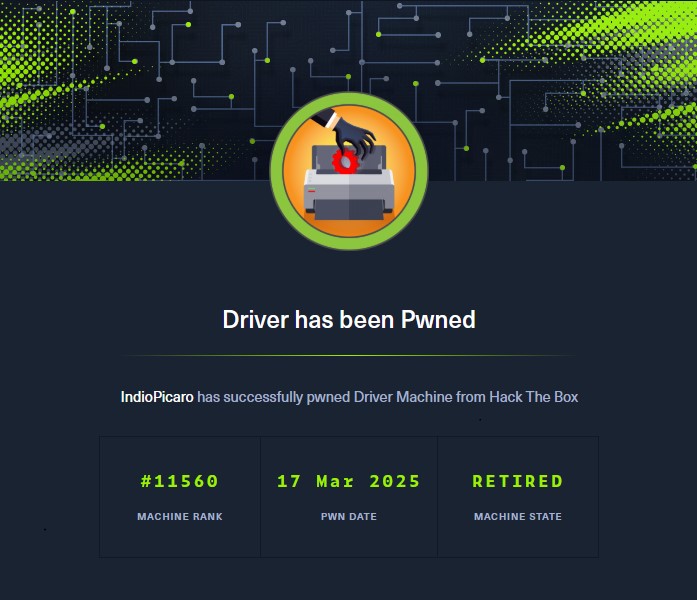 Driver has been Pwned
IndioPicaro has successfully pwned Driver Machine from Hack The Box
#11560 17 Mar 2025 RETIRED
MACHINE RANK PWN DATE MACHINE STATE